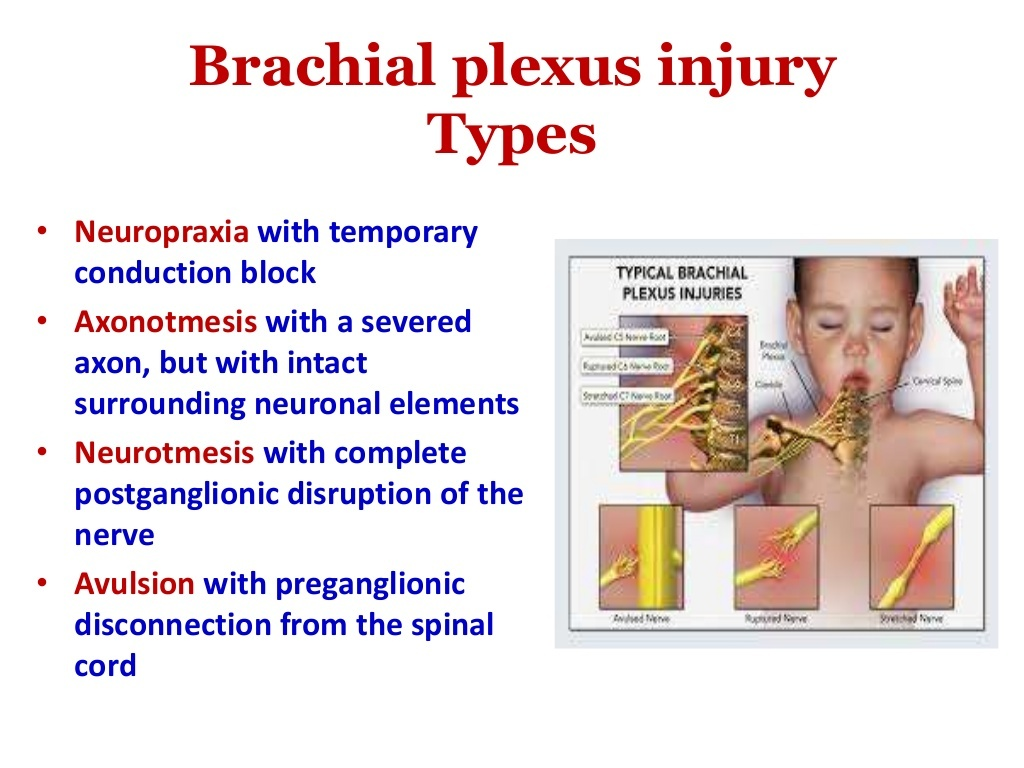 Brachial plexus injury
Types
• Neuropraxia with temporary
conduction block
• Axonotmesis with a severed
axon, but with intact
surrounding neuronal elements
• Neurotmesis with complete
postganglionic disruption of the
nerve
• Avulsion with preganglionic
disconnection from the spinal
cord
TYPICAL BRACHIAL
PLEXUS INJURIES
Avulsed C5 Nerve Root
Ruptured C6 Nerve Root
Stretched C7 Nerve Root
Brachial
Plexus
Clavicle
Cervical Spine
Avulsed Nerve
Ruptured Nerve
Stretched Nerve